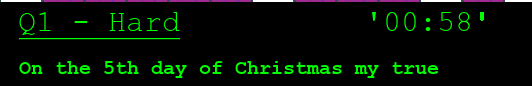 Q1 - Hard '00:58'
On the 5th day of Christmas my true